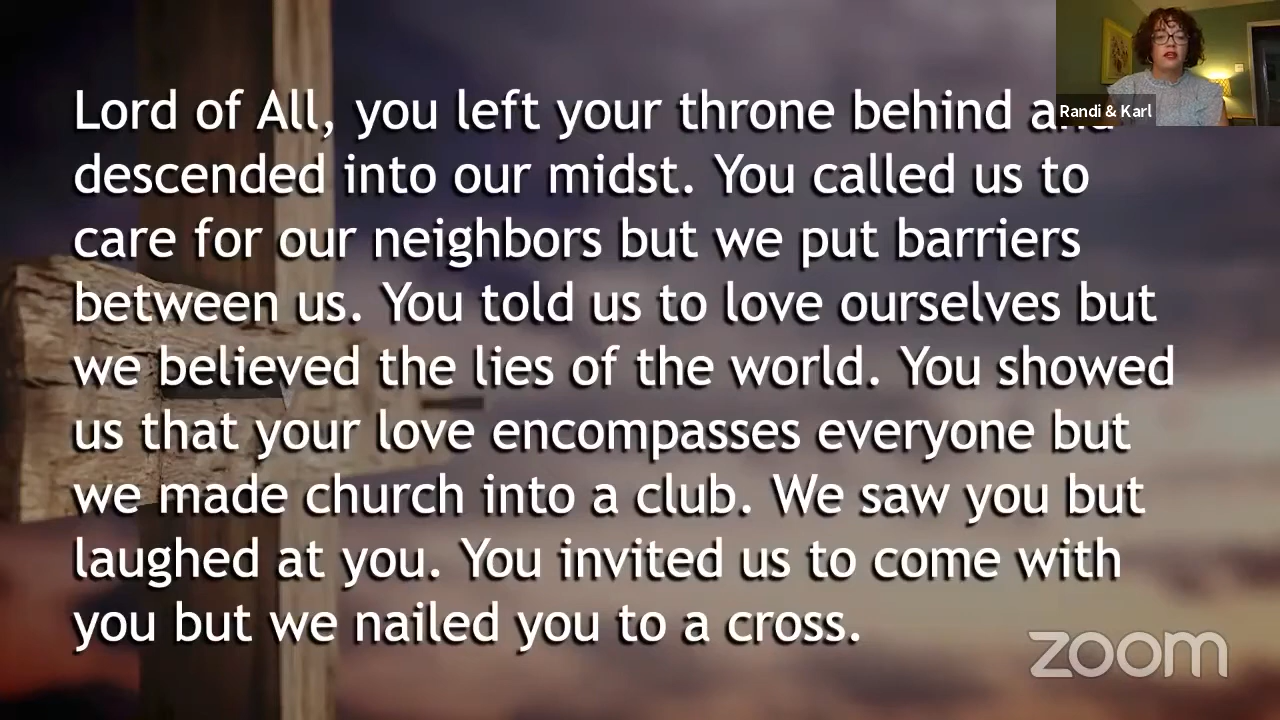 Lord of All, you left your throne behind and
descended into our midst. You called us to
care for our neighbors but we put barriers
between us. You told us to love ourselves but
we believed the lies of the world. You showed
us that your love encompasses everyone but
we made church into a club. We saw you but
laughed at you. You invited us to come with
you but we nailed you to a cross.
Randi & Karl
zoom